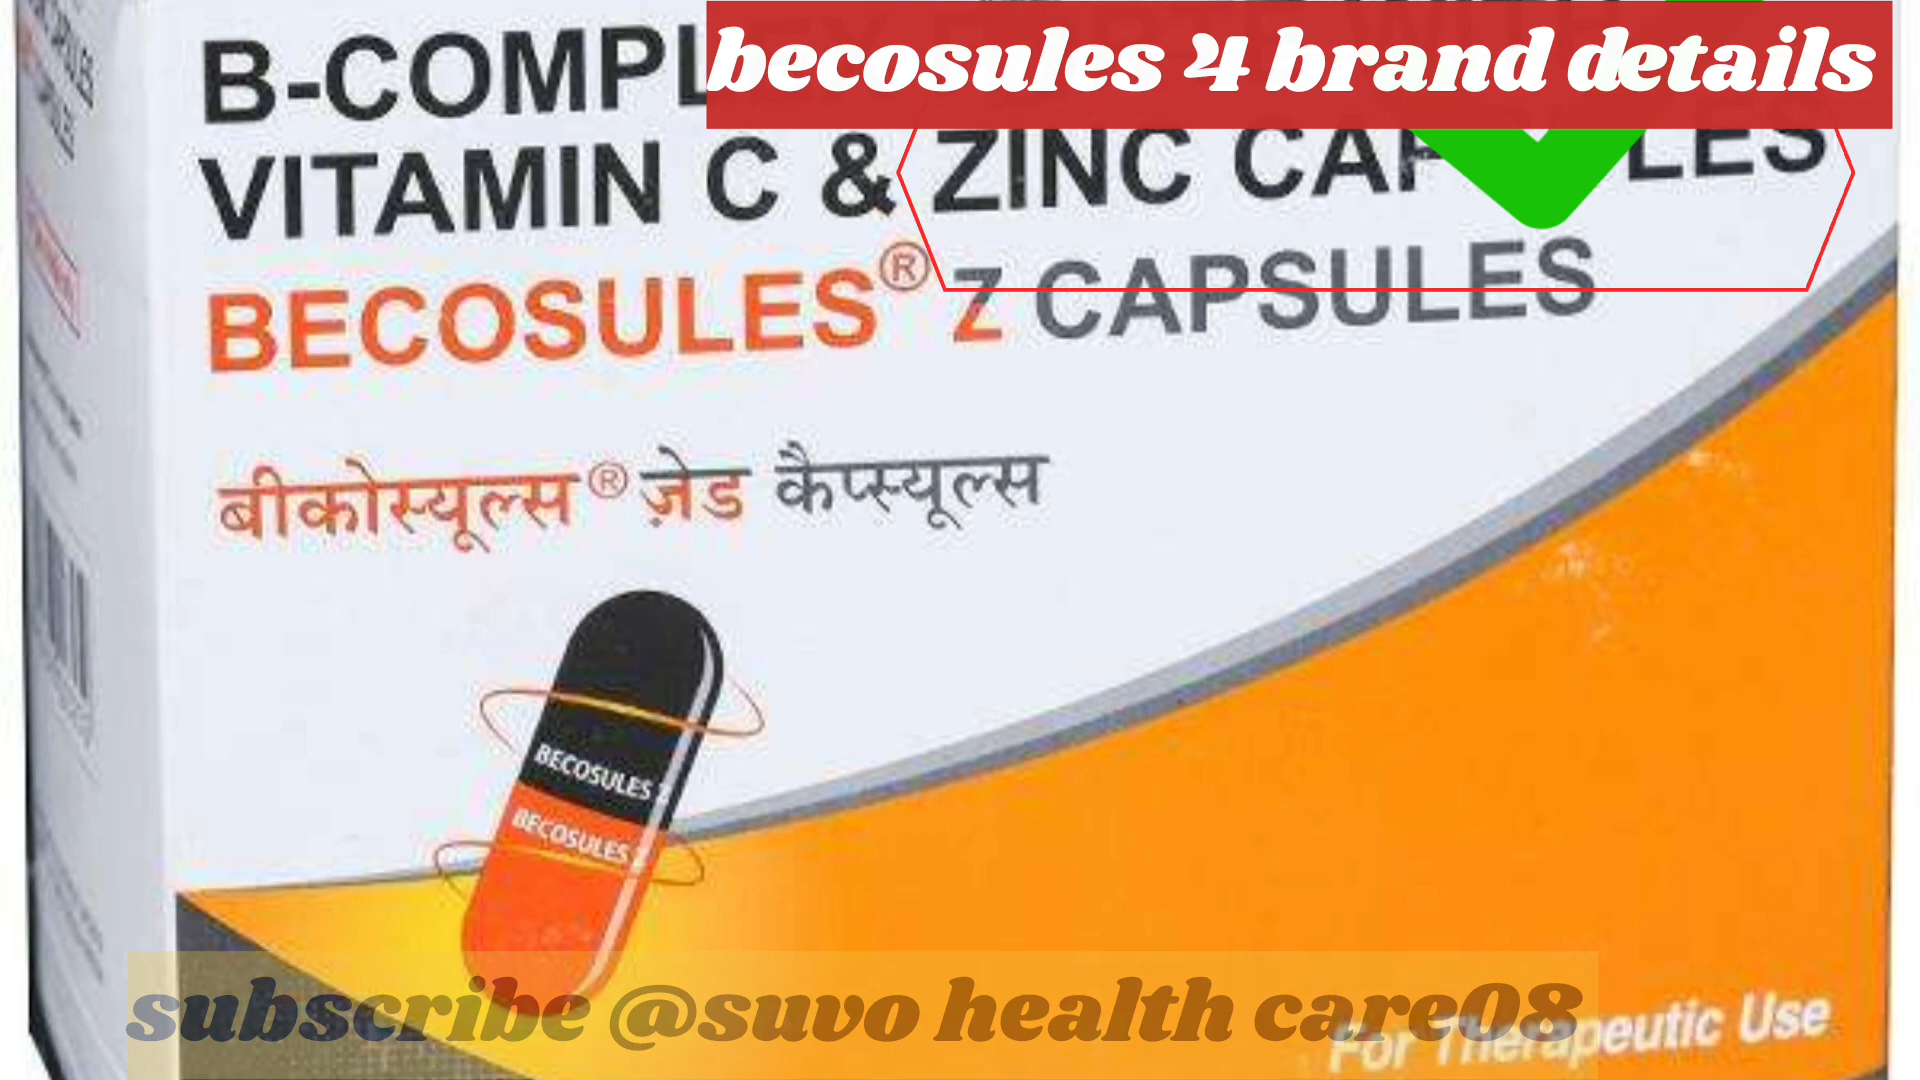 becosules 4 brand details
B-COMPL
VITAMIN C & ZINC CAP LES
BECOSULES® Z CAPSULES
बीकोस्यूल्स® ज़ेड कैप्स्यूल्स
BECOSULES Z
BECOSULES Z
subscribe @suvo health care08
For Therapeutic Use